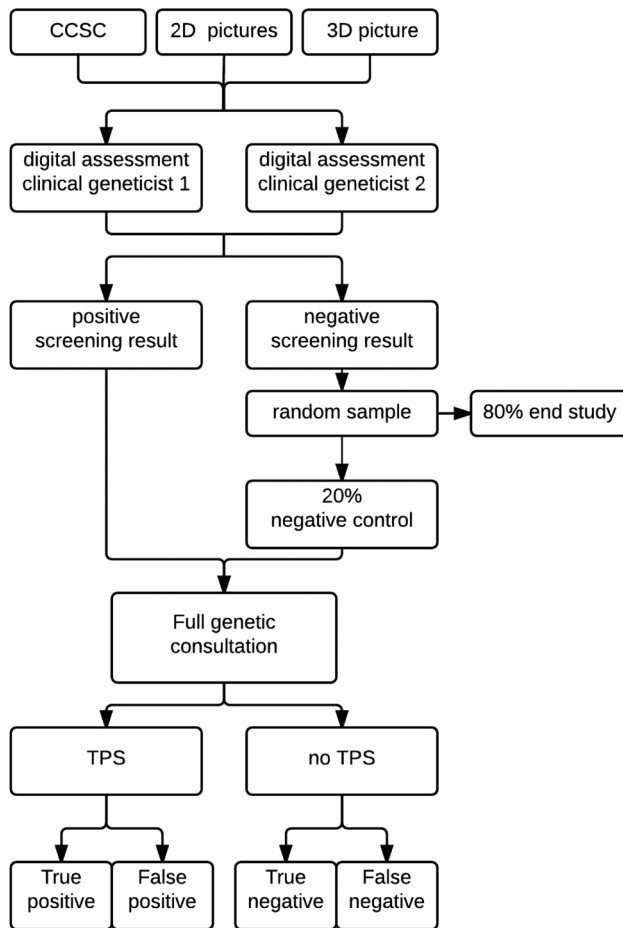 CCSC
2D pictures
3D picture
digital assessment
clinical geneticist 1
digital assessment
clinical geneticist 2
positive
screening result
negative
screening result
random sample
80% end study
20%
negative control
Full genetic
consultation
TPS
no TPS
True
positive
False
positive
True
negative
False
negative